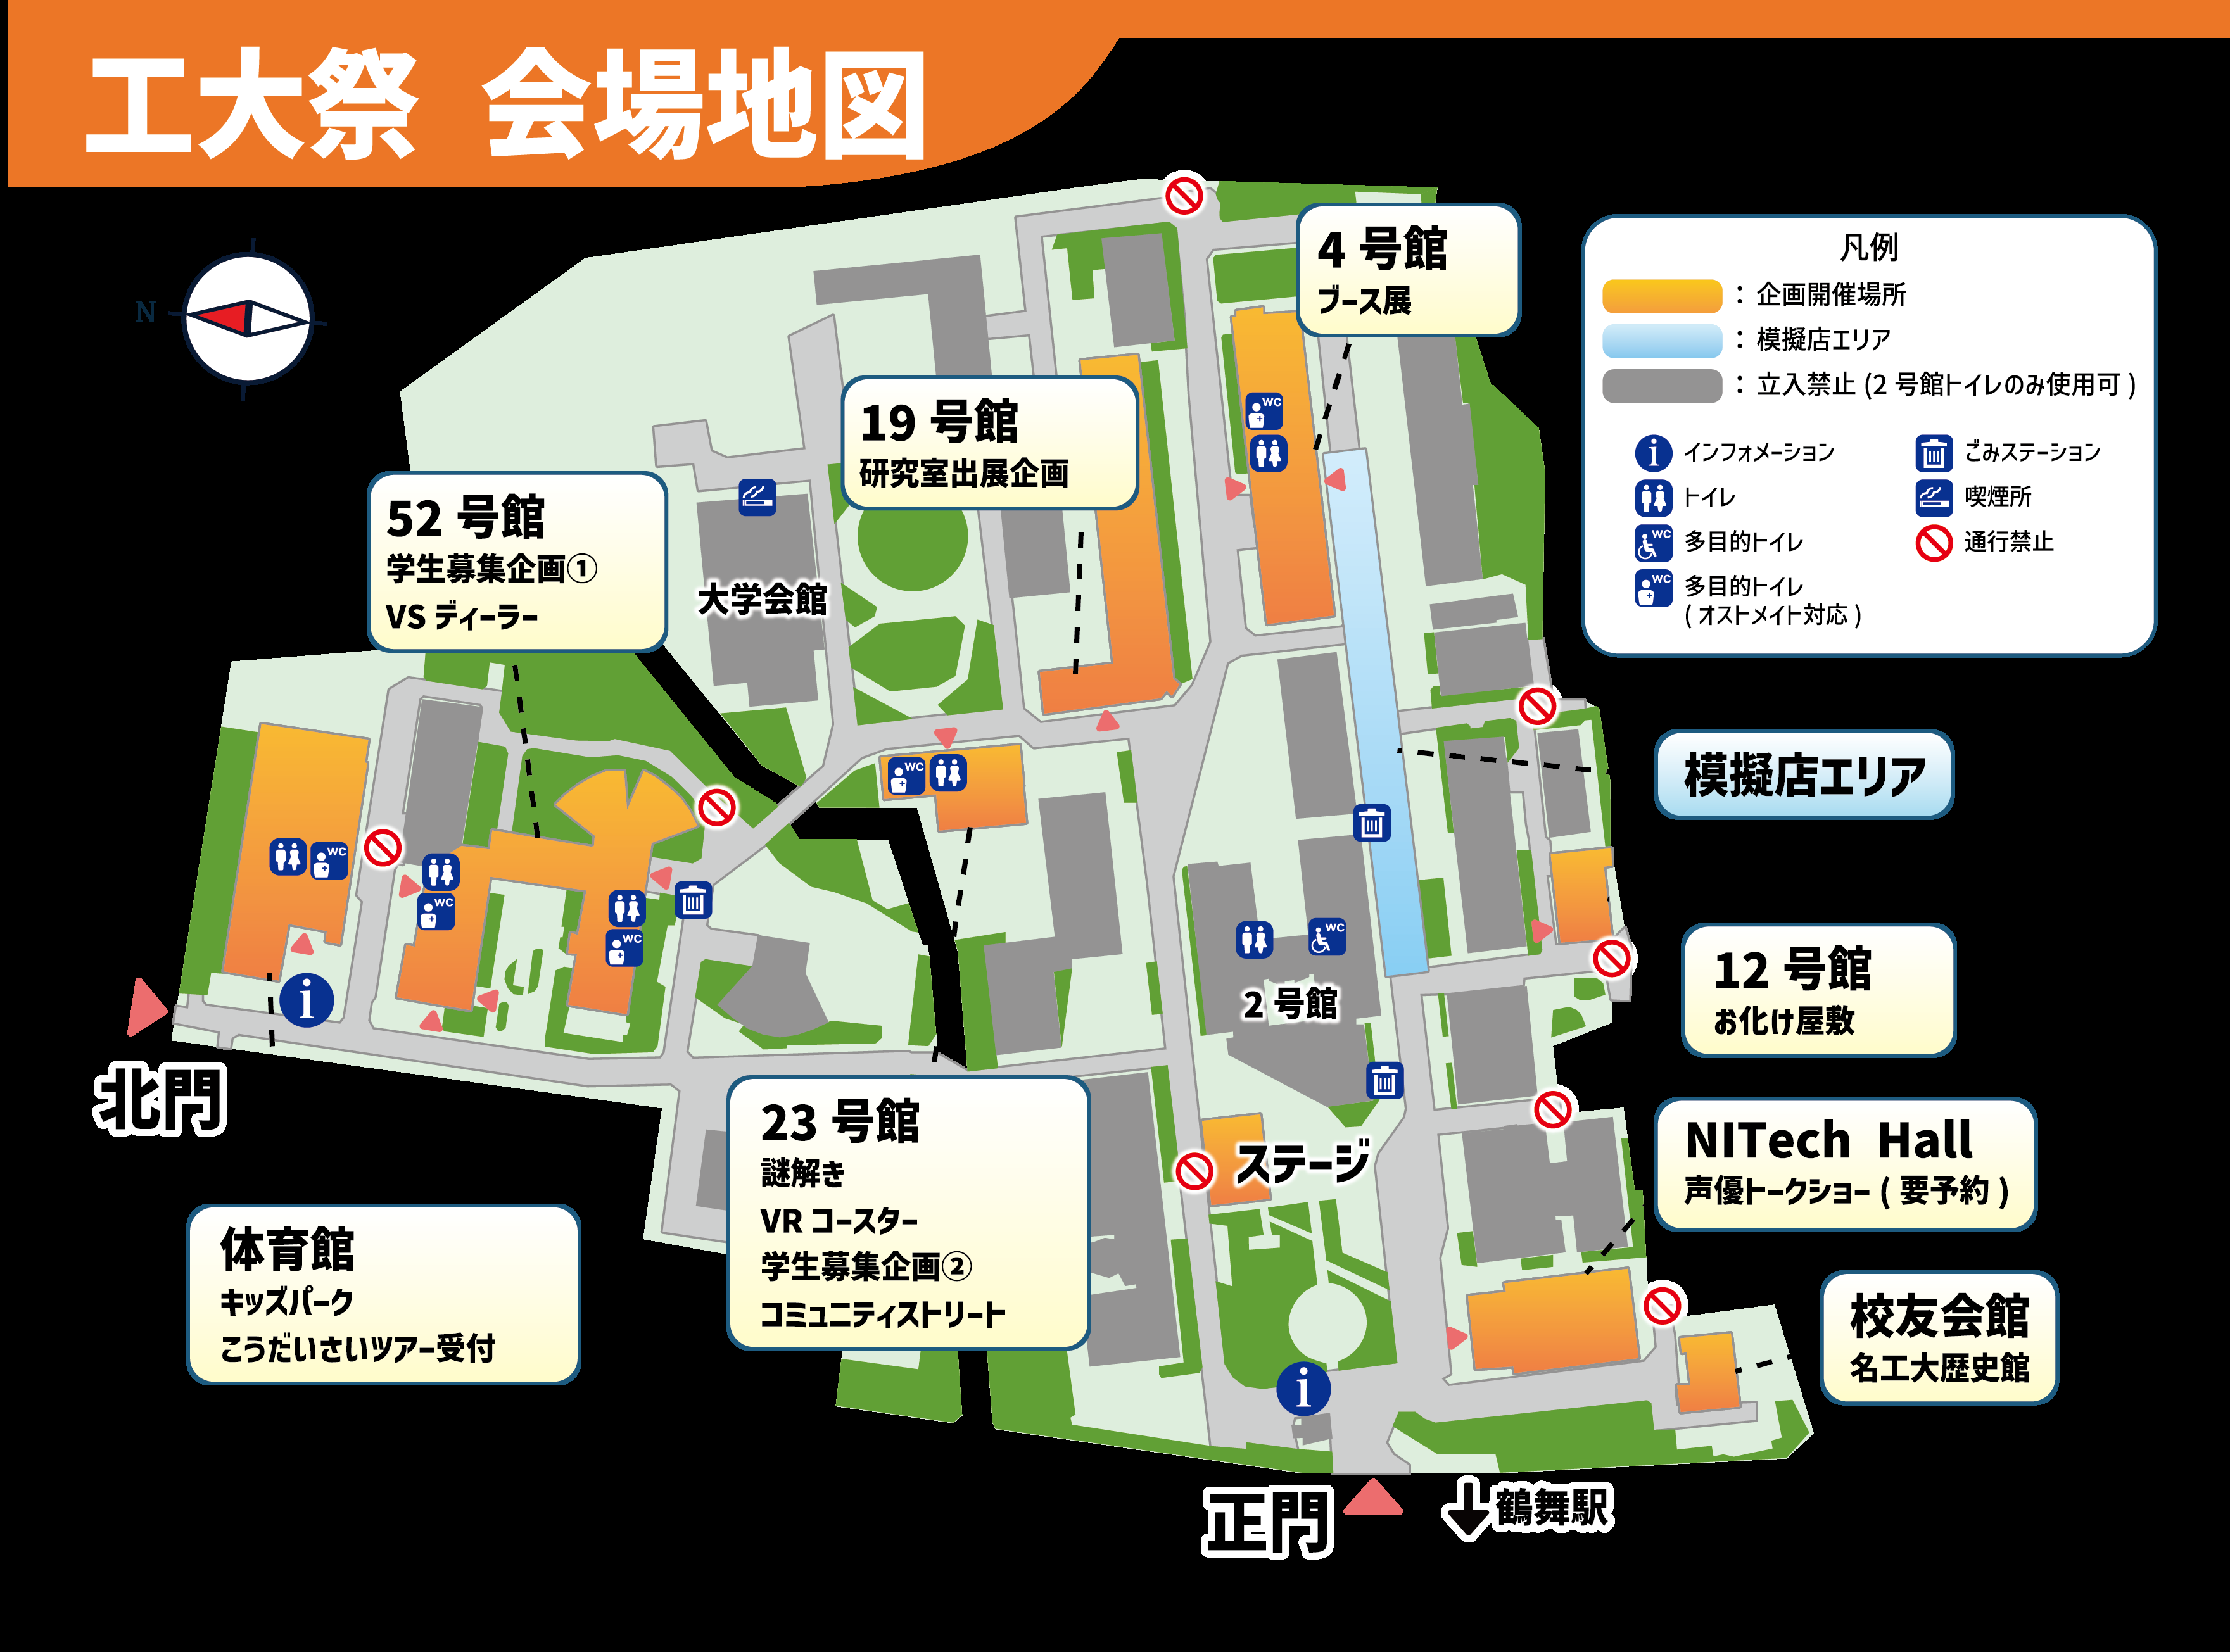 工大祭 会場地図
N
4 号館
ブース展
凡例
：企画開催場所
：模擬店エリア
：立入禁止 (2 号館トイレのみ使用可 )
i インフォメーション
トイレ
WC 多目的トイレ
WC 多目的トイレ
( オストメイト対応 )
ごみステーション
喫煙所
通行禁止
19 号館
研究室出展企画
WC
52 号館
学生募集企画①
VS ディーラー
大学会館
模擬店エリア
WC
WC
WC
WC
WC
2 号館
12 号館
お化け屋敷
i
北門
23 号館
謎解き
VR コースター
学生募集企画②
コミュニティストリート
ステージ
NITech Hall
声優トークショー ( 要予約 )
体育館
キッズパーク
こうだいさいツアー受付
校友会館
名工大歴史館
i
正門
鶴舞駅